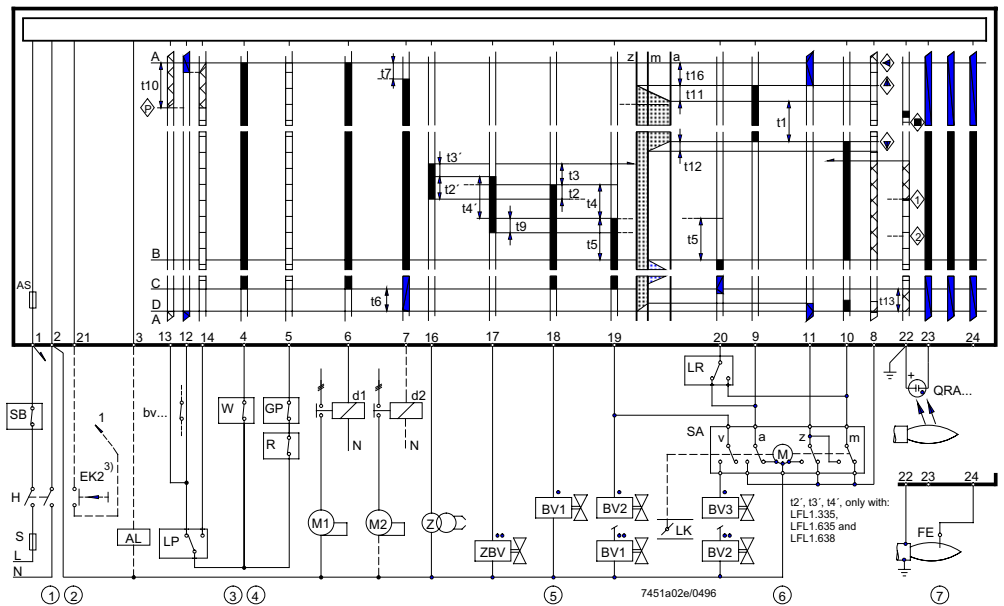 A
t10
P
t7
z m a
t16
t11
t1
t12
t3´
t2´
t4´
t9
t3
t2
t4
t5
t5
1
2
B
C
D
A
t6
t13
AS
1 2 21 3 13 12 14 4 5 6 7 16 17 18 19 20 9 11 10 8 22 23 24
SB
H
S
L
N
1
EK2 3)
bv...
AL
LP
W
GP
R
d1
N
d2
N
M1
M2
Z
ZBV
BV1
BV2
BV1
LR
SA
v a z m
M
LK
BV3
BV2
+
QRA...
22 23 24
FE
t2´, t3´, t4´, only with:
LFL1.335,
LFL1.635 and
LFL1.638
7451a02e/0496
1 2 3 4 5 6 7